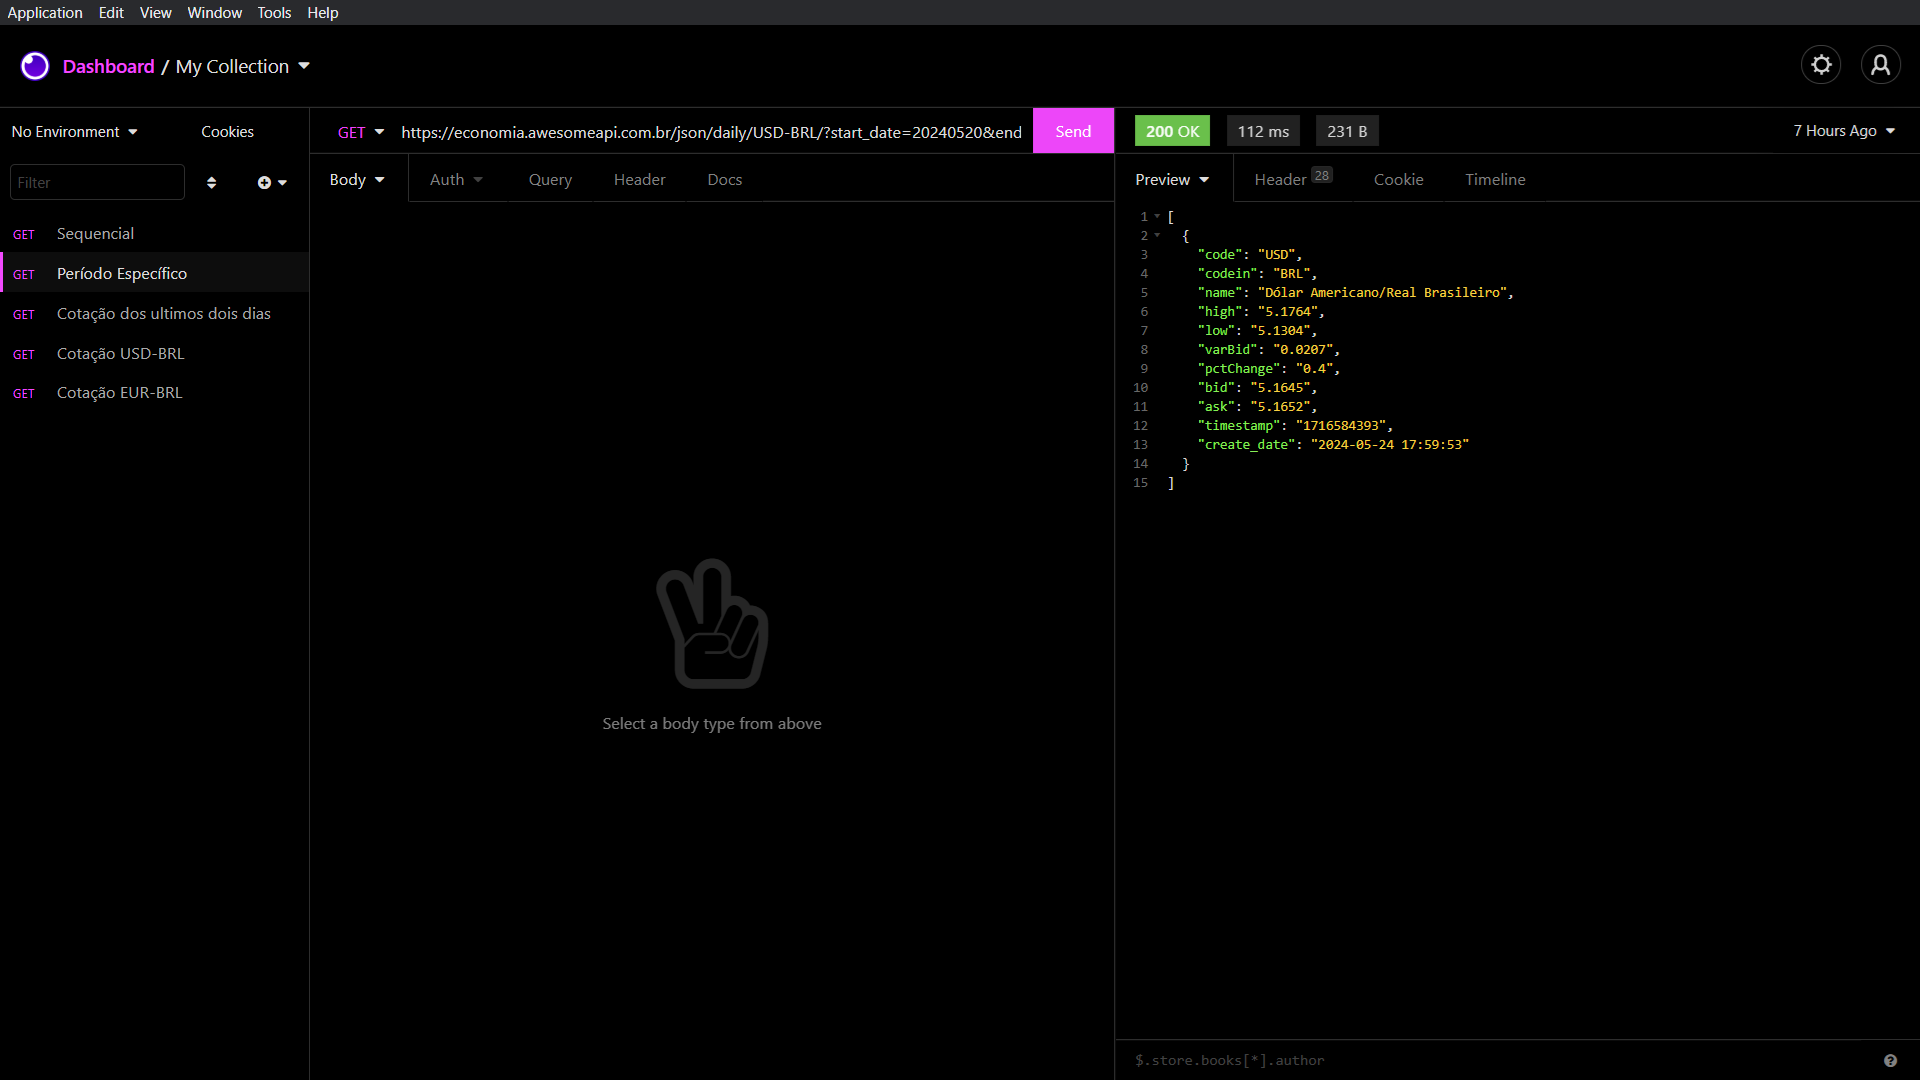 Application Edit View Window Tools Help
Dashboard / My Collection
No Environment Cookies
Filter
GET Sequencial
GET Período Específico
GET Cotação dos ultimos dois dias
GET Cotação USD-BRL
GET Cotação EUR-BRL
GET https://economia.awesomeapi.com.br/json/daily/USD-BRL/?start_date=20240520&end Send
Body Auth Query Header Docs
Select a body type from above
200 OK 112 ms 231 B 7 Hours Ago
Preview Header 28 Cookie Timeline
1 [
2 {
3 "code": "USD",
4 "codein": "BRL",
5 "name": "Dólar Americano/Real Brasileiro",
6 "high": "5.1764",
7 "low": "5.1304",
8 "varBid": "0.0207",
9 "pctChange": "0.4",
10 "bid": "5.1645",
11 "ask": "5.1652",
12 "timestamp": "1716584393",
13 "create_date": "2024-05-24 17:59:53"
14 }
15 ]
$.store.books[*].author